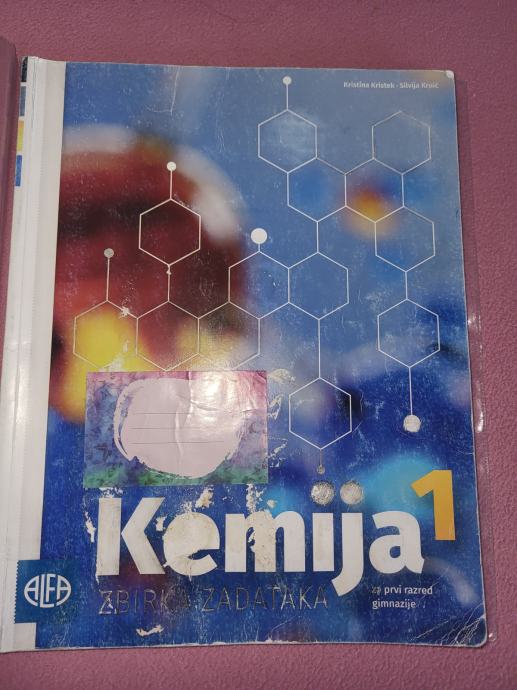 Kristina Kristek - Silvija Krnić
Kemija 1
ZBIRKA ZADATAKA
za prvi razred
gimnazije
ALFA